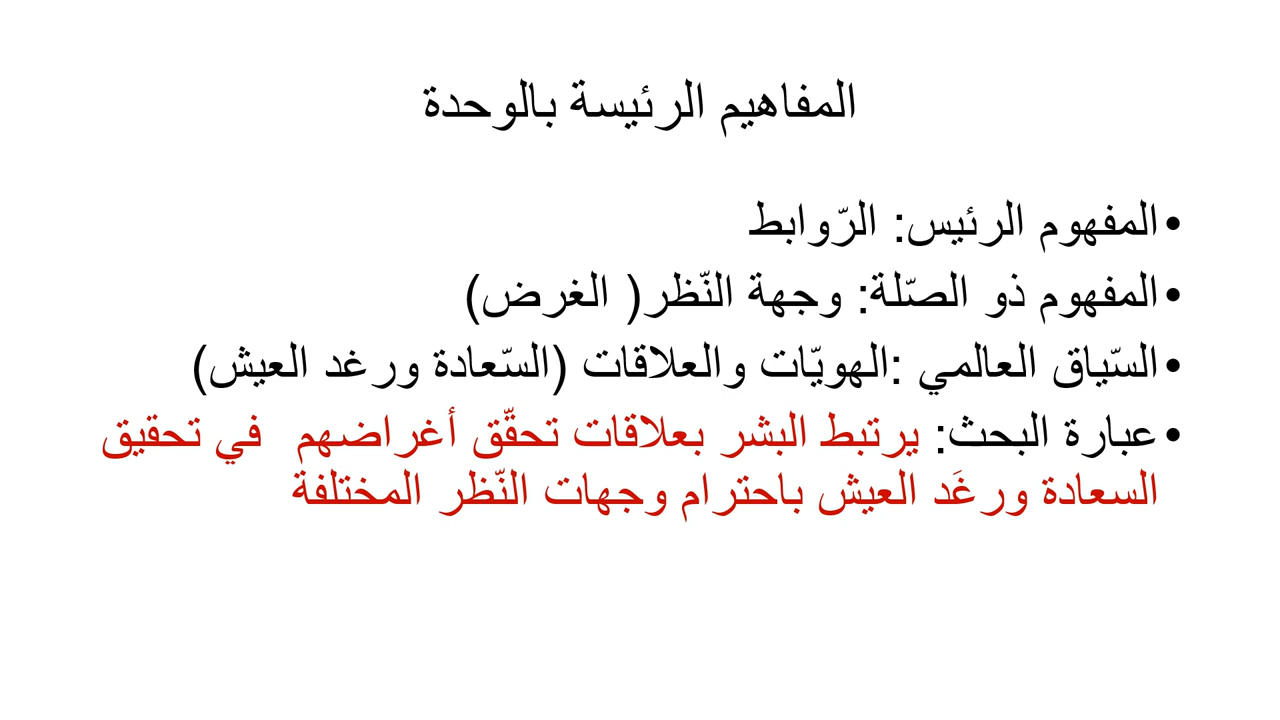 المفاهيم الرئيسة بالوحدة
•المفهوم الرئيس: الرّوابط
•المفهوم ذو الصّلة: وجهة النّظر( الغرض)
•السّياق العالمي :الهويّات والعلاقات (السّعادة ورغد العيش)
•عبارة البحث: يرتبط البشر بعلاقات تحقّق أغراضهم في تحقيق
السعادة ورغَد العيش باحترام وجهات النّظر المختلفة